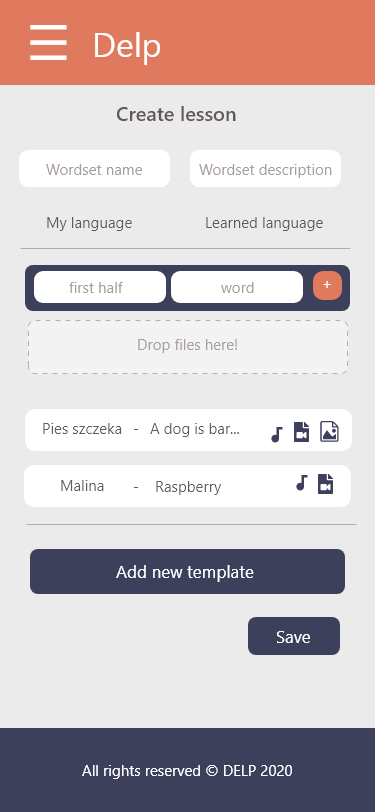 Delp
Create lesson
Wordset name Wordset description
My language Learned language
first half word +
Drop files here!
Pies szczeka - A dog is bar...
Malina - Raspberry
Add new template
Save
All rights reserved © DELP 2020